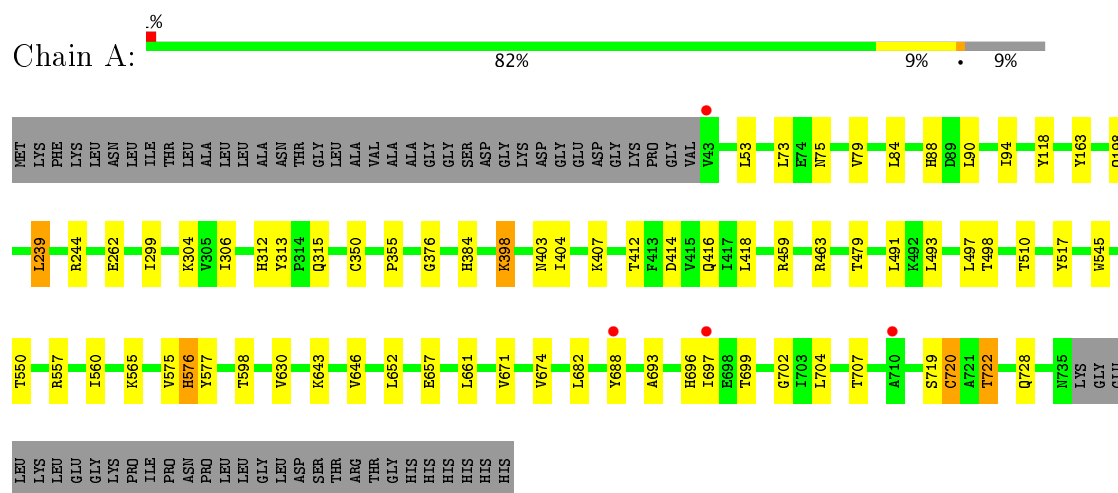 .%
Chain A:
82% 9% • 9%
MET LYS PHE LYS LEU ASN LEU ILE THR LEU ALA LEU LEU ALA ASN THR GLY LEU ALA VAL ALA ALA GLY GLY SER ASP GLY LYS ASP GLY GLU ASP GLY LYS PRO GLY VAL V43 L53 L73 E74 N75 V79 L84 H88 D89 L90 I94 Y118 Y163
L239 R244 E262 I299 K304 V305 I306 H312 Y313 P314 Q315 C350 P355 G376 H384 K398 N403 I404 K407 T412 F413 D414 V415 Q416 I417 L418 R459 R463 T479 L491 K492 L493 L497 T498 T510 Y517 W545
T550 R557 I560 K565 V575 H576 Y577 T598 V630 K643 V646 L652 E657 L661 V671 V674 L682 Y688 A693 H696 I697 E698 T699 G702 I703 L704 T707 A710 S719 C720 A721 T722 Q728 N735 LYS GLY GLU
LEU LYS LEU GLU GLY LYS PRO ILE PRO ASN PRO LEU LEU GLY LEU ASP SER THR ARG THR GLY HIS HIS HIS HIS HIS HIS